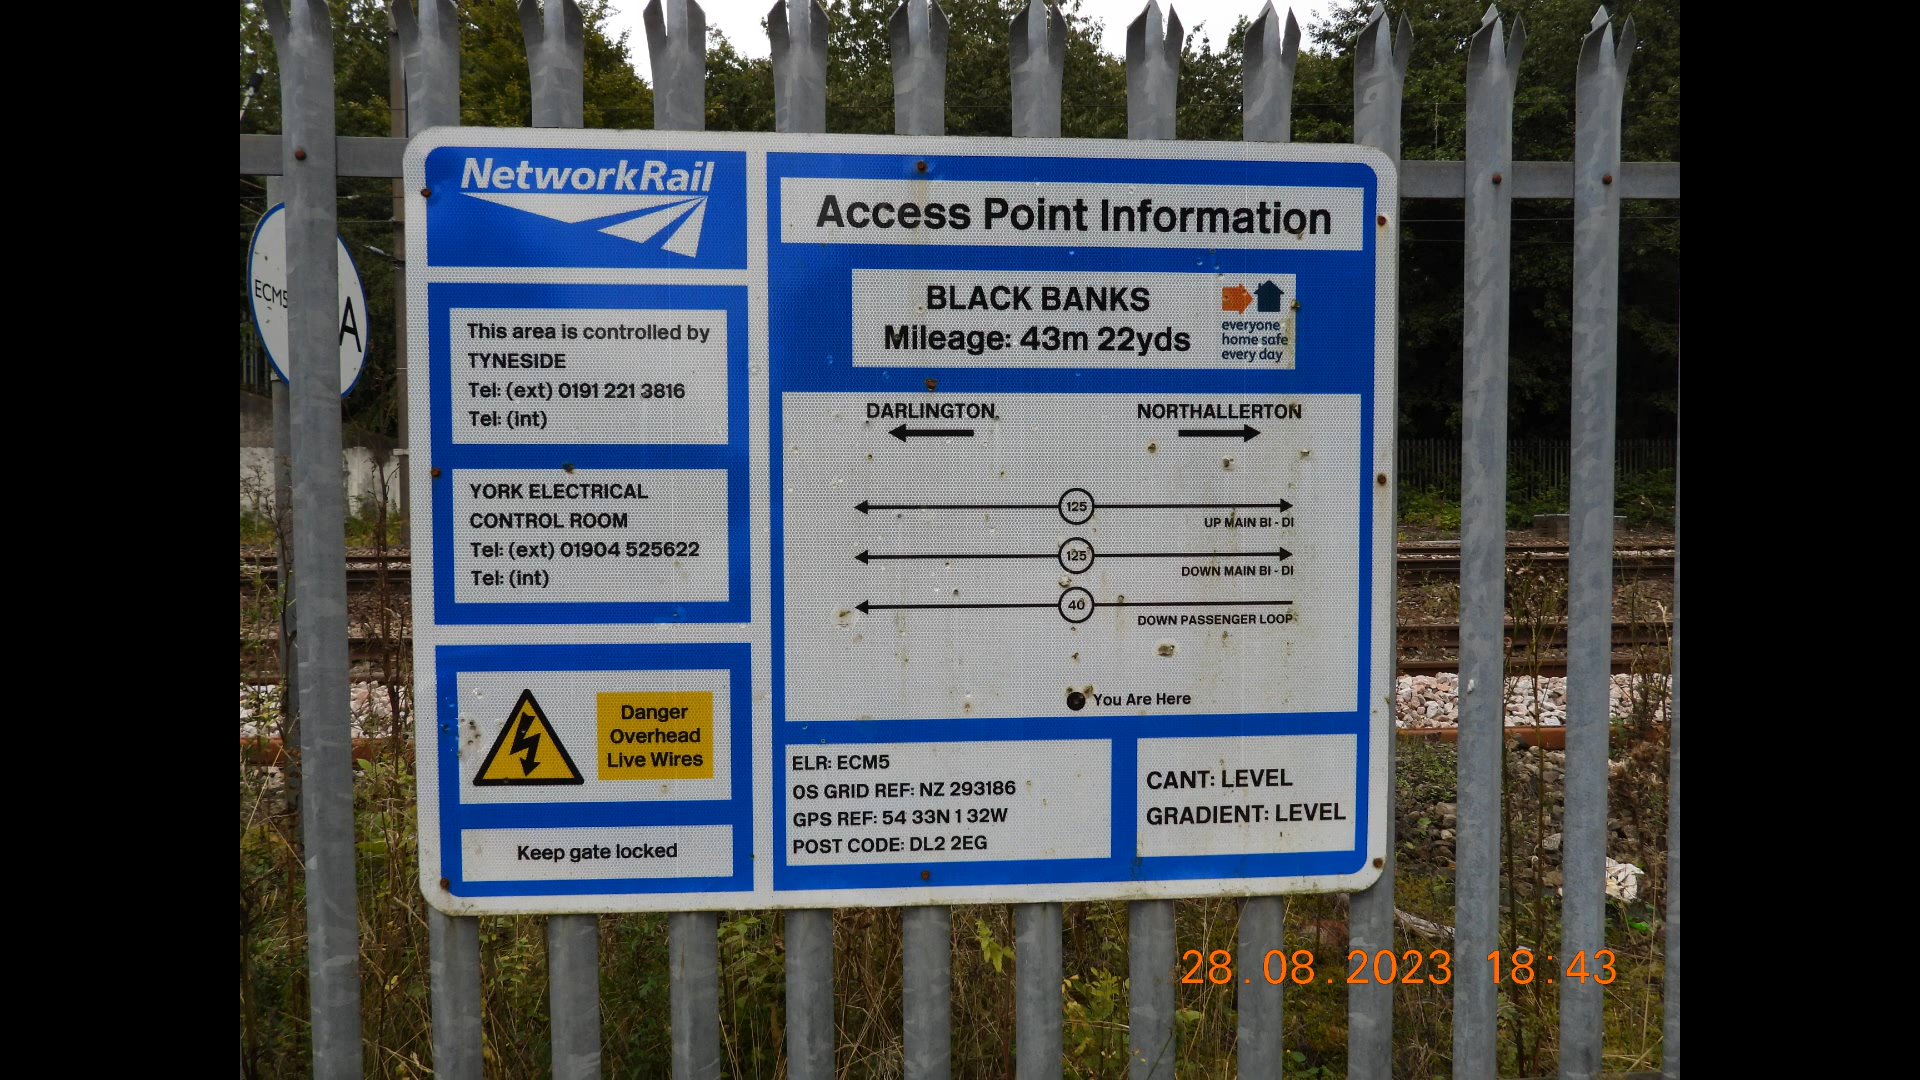 NetworkRail
This area is controlled by
TYNESIDE
Tel: (ext) 0191 221 3816
Tel: (int)
YORK ELECTRICAL
CONTROL ROOM
Tel: (ext) 01904 525622
Tel: (int)
Danger
Overhead
Live Wires
Keep gate locked
Access Point Information
BLACK BANKS
Mileage: 43m 22yds
everyone
home safe
every day
DARLINGTON
NORTHALLERTON
125
UP MAIN BI - DI
125
DOWN MAIN BI - DI
40
DOWN PASSENGER LOOP
You Are Here
ELR: ECM5
OS GRID REF: NZ 293186
GPS REF: 54 33N 1 32W
POST CODE: DL2 2EG
CANT: LEVEL
GRADIENT: LEVEL
ECM5
A
28.08.2023 18:43